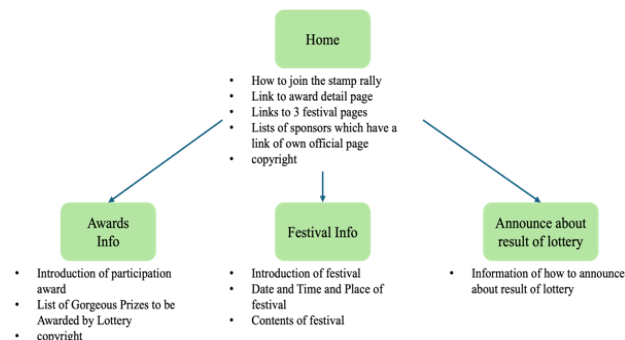 Home
• How to join the stamp rally
• Link to award detail page
• Links to 3 festival pages
• Lists of sponsors which have a
link of own official page
• copyright
Awards
Info
• Introduction of participation
award
• List of Gorgeous Prizes to be
Awarded by Lottery
• copyright
Festival Info
• Introduction of festival
• Date and Time and Place of
festival
• Contents of festival
Announce about
result of lottery
• Information of how to announce
about result of lottery